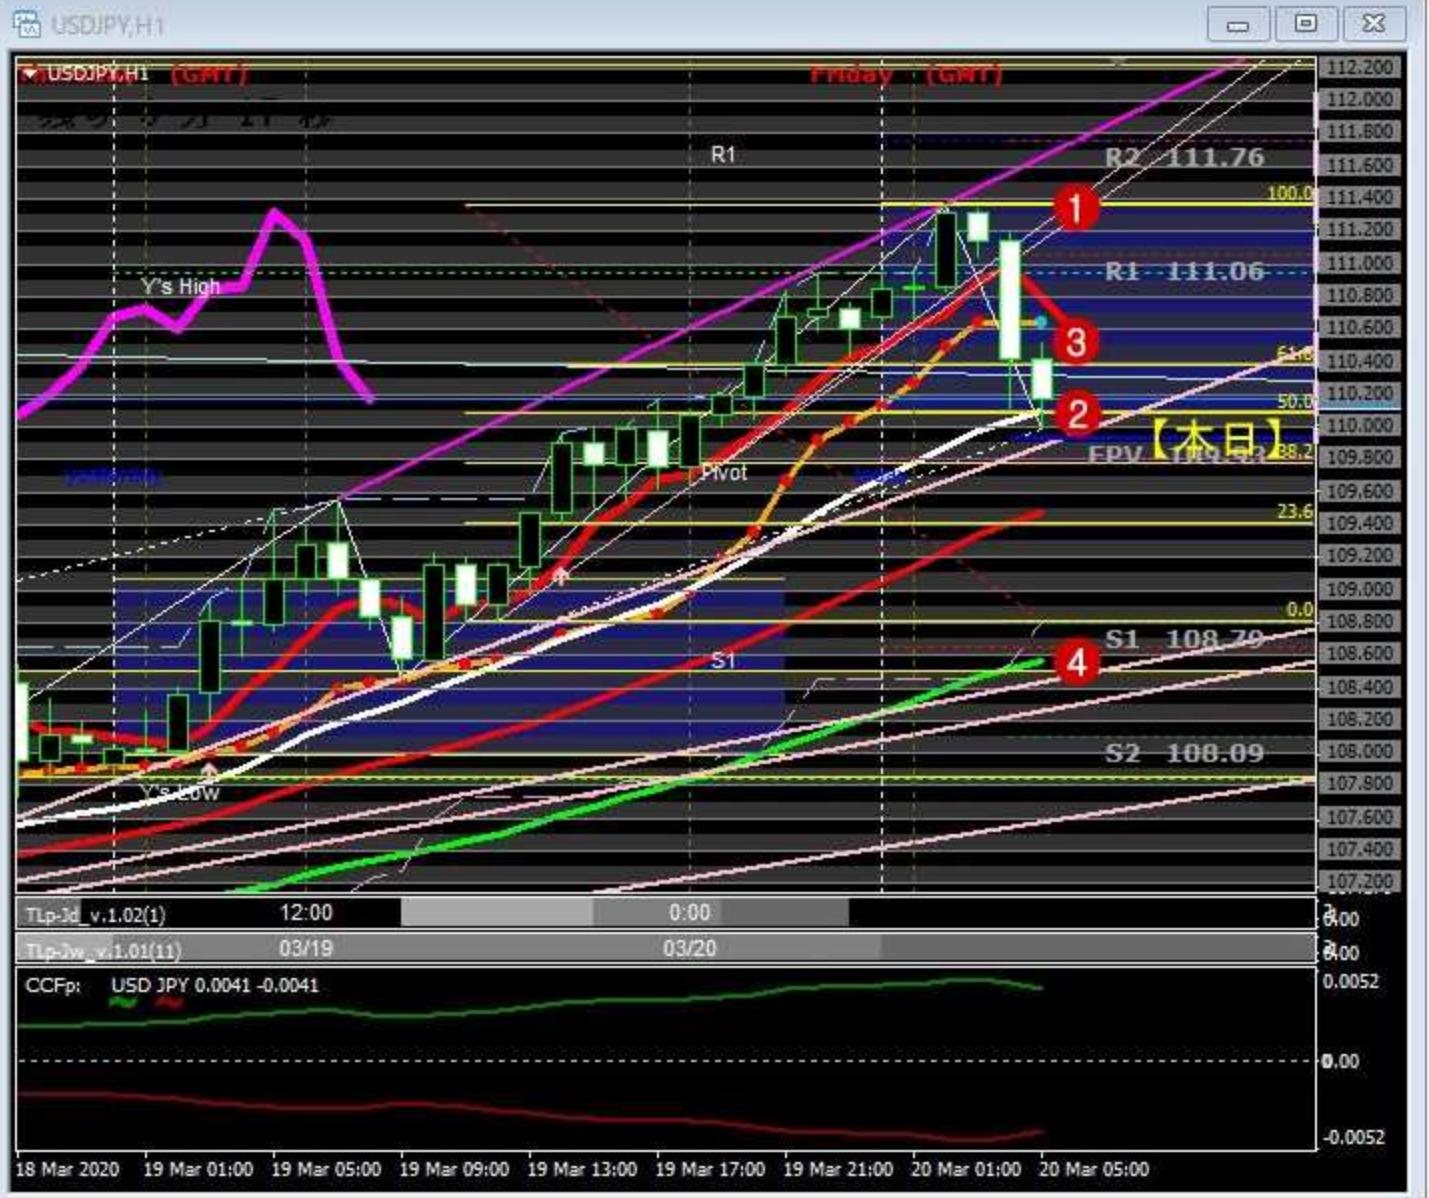 USDJPY,H1
USDJPY,H1
(GMT)
Friday (GMT)
112.200
112.000
111.800
111.600
111.400
111.200
111.000
110.800
110.600
110.400
110.200
110.000
109.800
109.600
109.400
109.200
109.000
108.800
108.600
108.400
108.200
108.000
107.800
107.600
107.400
107.200
R1
R2 111.76
100.0
1
Y's High
R1 111.06
3
61.8
50.0
2
【本日】
38.2
Pivot
yesterday
23.6
0.0
S1 108.79
S1
4
S2 108.09
Y's Low
TLp-Jd_v.1.02(1)
12:00
0:00
TLp-Jw_v.1.01(11)
03/19
03/20
CCFp: USD JPY 0.0041 -0.0041
0.0052
0.00
-0.0052
18 Mar 2020
19 Mar 01:00
19 Mar 05:00
19 Mar 09:00
19 Mar 13:00
19 Mar 17:00
19 Mar 21:00
20 Mar 01:00
20 Mar 05:00